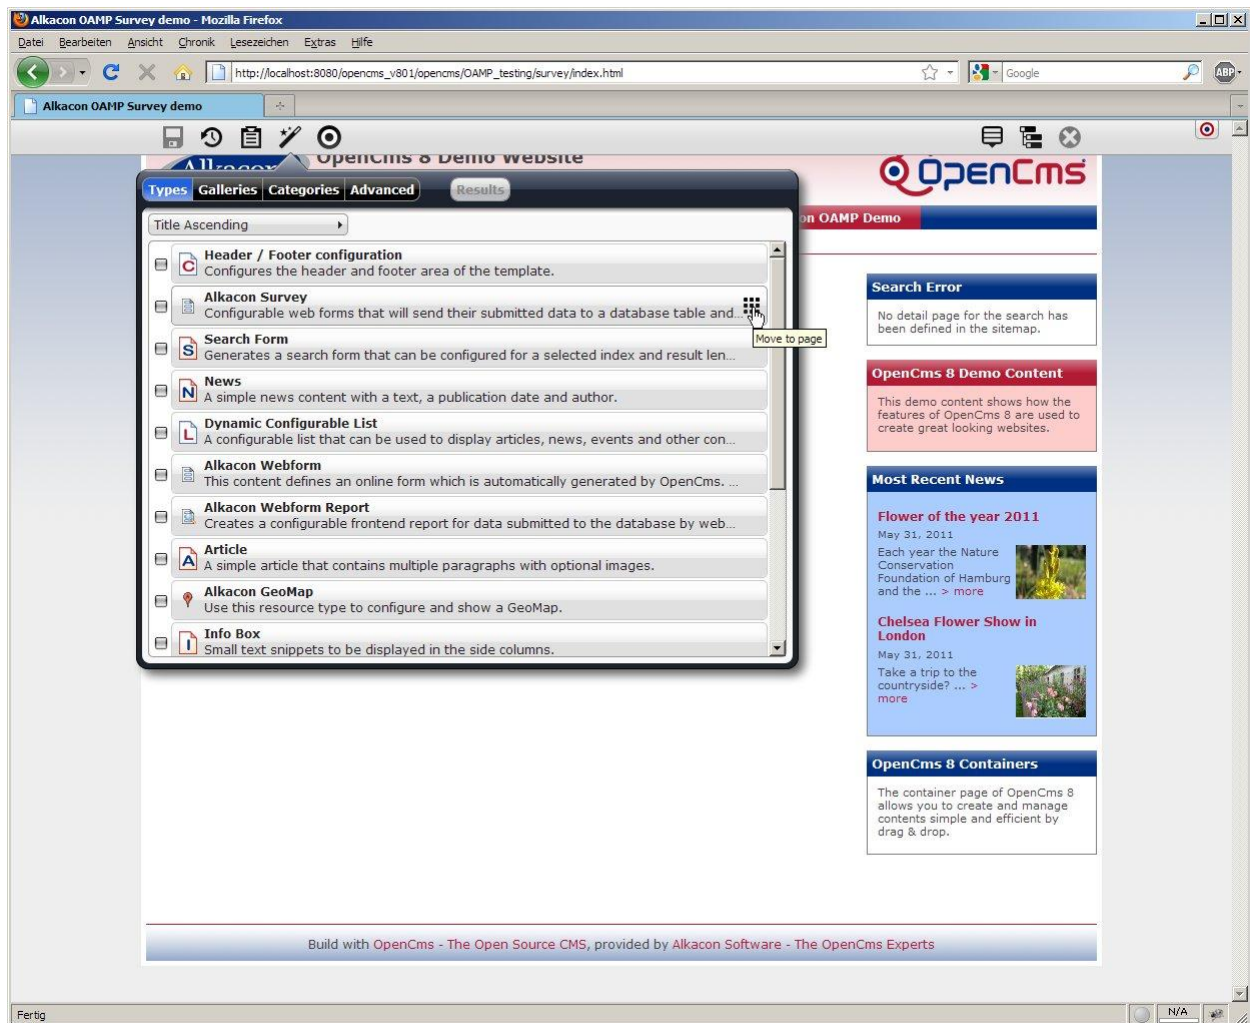 Alkacon OAMP Survey demo - Mozilla Firefox
Datei Bearbeiten Ansicht Chronik Lesezeichen Extras Hilfe
http://localhost:8080/opencms_v801/opencms/OAMP_testing/survey/index.html
Google
ABP
Alkacon OAMP Survey demo
Alkacon
OpenCms 8 Demo Website
OpenCms
Types Galleries Categories Advanced Results
on OAMP Demo
Title Ascending
Header / Footer configuration
Configures the header and footer area of the template.
Alkacon Survey
Configurable web forms that will send their submitted data to a database table and...
Move to page
Search Form
Generates a search form that can be configured for a selected index and result len...
News
A simple news content with a text, a publication date and author.
Dynamic Configurable List
A configurable list that can be used to display articles, news, events and other con...
Alkacon Webform
This content defines an online form which is automatically generated by OpenCms. ...
Alkacon Webform Report
Creates a configurable frontend report for data submitted to the database by web...
Article
A simple article that contains multiple paragraphs with optional images.
Alkacon GeoMap
Use this resource type to configure and show a GeoMap.
Info Box
Small text snippets to be displayed in the side columns.
Search Error
No detail page for the search has
been defined in the sitemap.
OpenCms 8 Demo Content
This demo content shows how the
features of OpenCms 8 are used to
create great looking websites.
Most Recent News
Flower of the year 2011
May 31, 2011
Each year the Nature
Conservation
Foundation of Hamburg
and the ... > more
Chelsea Flower Show in
London
May 31, 2011
Take a trip to the
countryside? ... >
more
OpenCms 8 Containers
The container page of OpenCms 8
allows you to create and manage
contents simple and efficient by
drag & drop.
Build with OpenCms - The Open Source CMS, provided by Alkacon Software - The OpenCms Experts
Fertig
N/A